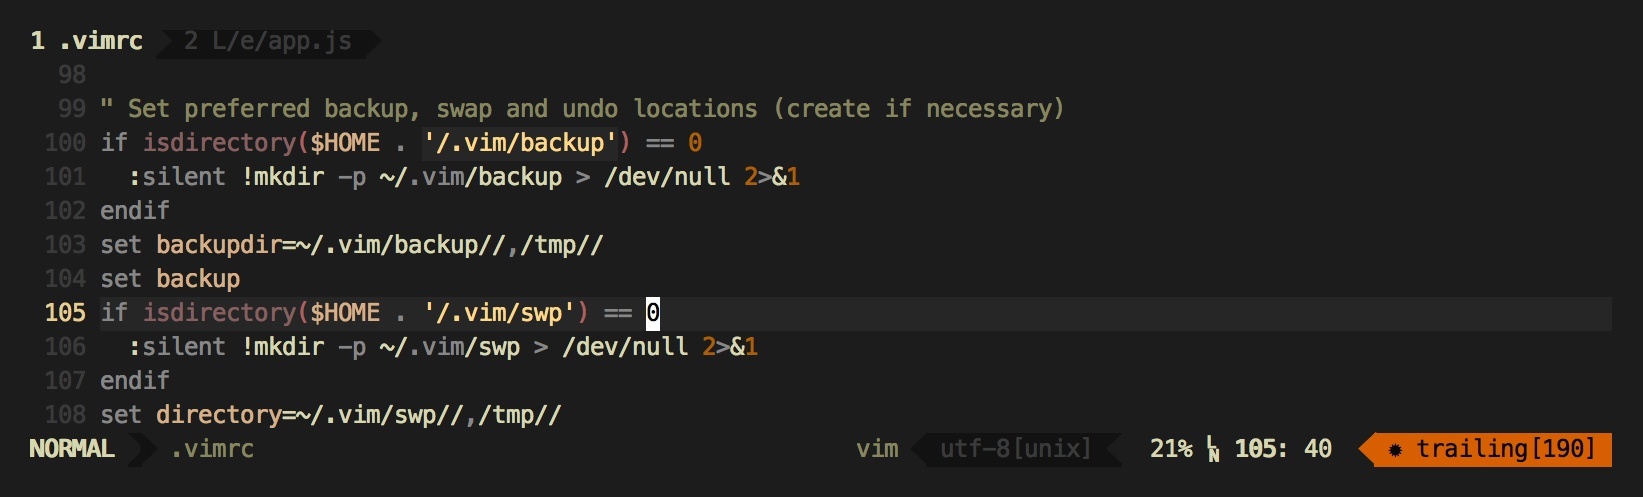 1 .vimrc 2 L/e/app.js
98
99 " Set preferred backup, swap and undo locations (create if necessary)
100 if isdirectory($HOME . '/.vim/backup') == 0
101   :silent !mkdir -p ~/.vim/backup > /dev/null 2>&1
102 endif
103 set backupdir=~/.vim/backup//,/tmp//
104 set backup
105 if isdirectory($HOME . '/.vim/swp') == 0
106   :silent !mkdir -p ~/.vim/swp > /dev/null 2>&1
107 endif
108 set directory=~/.vim/swp//,/tmp//
NORMAL .vimrc vim utf-8[unix] 21% LN 105: 40 ✹ trailing[190]